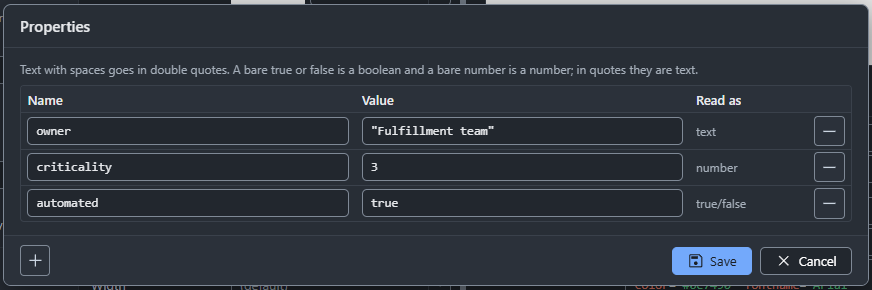 Properties
Text with spaces goes in double quotes. A bare true or false is a boolean and a bare number is a number; in quotes they are text.
Name Value Read as
owner "Fulfillment team" text
criticality 3 number
automated true true/false
Save Cancel
Width (default)